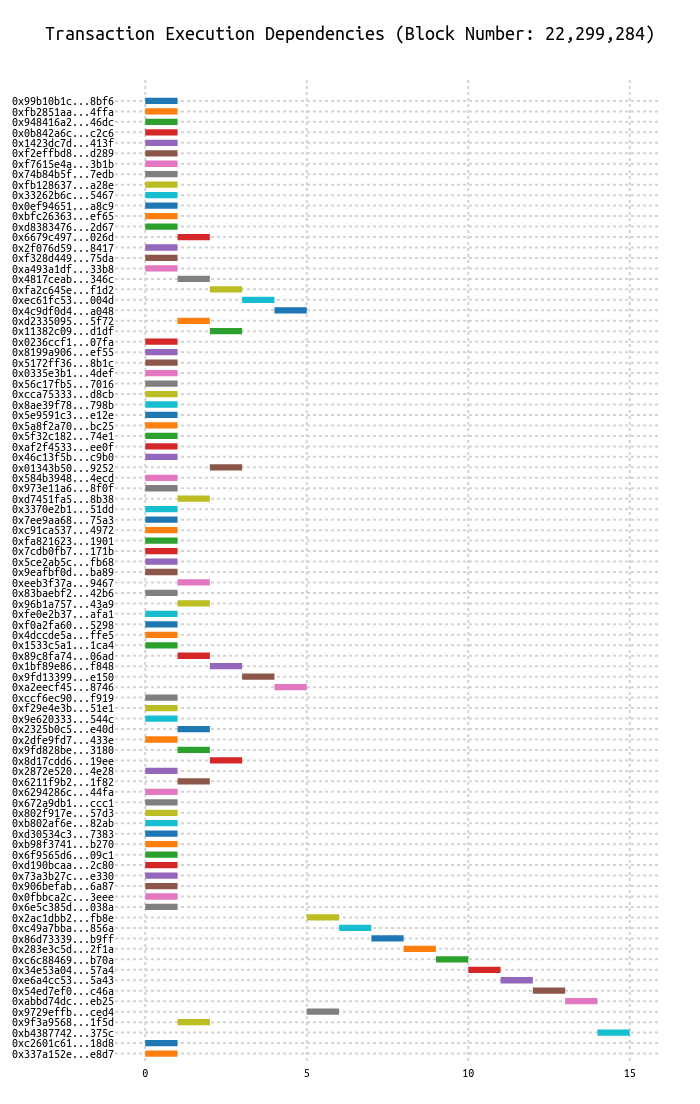 Transaction Execution Dependencies (Block Number: 22,299,284)
0x99b10b1c...8bf6
0xfb2851aa...4ffa
0x948416a2...46dc
0x0b842a6c...c2c6
0x1423dc7d...413f
0xf2effbd8...d289
0xf7615e4a...3b1b
0x74b84b5f...7edb
0xfb128637...a28e
0x33262b6c...5467
0x0ef94651...a8c9
0xbfc26363...ef65
0xd8383476...2d67
0x6679c497...026d
0x2f076d59...8417
0xf328d449...75da
0xa493a1df...33b8
0x4817ceab...346c
0xfa2c645e...f1d2
0xec61fc53...004d
0x4c9df0d4...a048
0xd2335095...5f72
0x11382c09...d1df
0x0236ccf1...07fa
0x8199a906...ef55
0x5172ff36...8b1c
0x0335e3b1...4def
0x56c17fb5...7016
0xcca75333...d8cb
0x8ae39f78...798b
0x5e9591c3...e12e
0x5a8f2a70...bc25
0x5f32c182...74e1
0xaf2f4533...ee0f
0x46c13f5b...c9b0
0x01343b50...9252
0x584b3948...4ecd
0x973e11a6...8f0f
0xd7451fa5...8b38
0x3370e2b1...51dd
0x7ee9aa68...75a3
0xc91ca537...4972
0xfa821623...1901
0x7cdb0fb7...171b
0x5ce2ab5c...fb68
0x9eafbf0d...ba89
0xeeb3f37a...9467
0x83baebf2...42b6
0x96b1a757...43a9
0xfe0e2b37...afa1
0xf0a2fa60...5298
0x4dccde5a...ffe5
0x1533c5a1...1ca4
0x89c8fa74...06ad
0x1bf89e86...f848
0x9fd13399...e150
0xa2eecf45...8746
0xccf6ec90...f919
0xf29e4e3b...51e1
0x9e620333...544c
0x2325b0c5...e40d
0x2dfe9fd7...433e
0x9fd828be...3180
0x8d17cdd6...19ee
0x2872e520...4e28
0x6211f9b2...1f82
0x6294286c...44fa
0x672a9db1...ccc1
0x802f917e...57d3
0xb802af6e...82ab
0xd30534c3...7383
0xb98f3741...b270
0x6f9565d6...09c1
0xd190bcaa...2c80
0x73a3b27c...e330
0x906befab...6a87
0x0fbbca2c...3eee
0x6e5c385d...038a
0x2ac1dbb2...fb8e
0xc49a7bba...856a
0x86d73339...b9ff
0x283e3c5d...2f1a
0xc6c88469...b70a
0x34e53a04...57a4
0xe6a4cc53...5a43
0x54ed7ef0...c46a
0xabbd74dc...eb25
0x9729effb...ced4
0x9f3a9568...1f5d
0xb4387742...375c
0xc2601c61...18d8
0x337a152e...e8d7
0 5 10 15